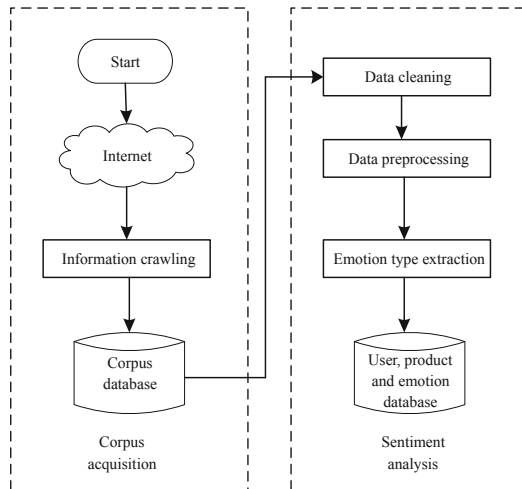 Start
Internet
Information crawling
Corpus
database
Corpus
acquisition
Data cleaning
Data preprocessing
Emotion type extraction
User, product
and emotion
database
Sentiment
analysis